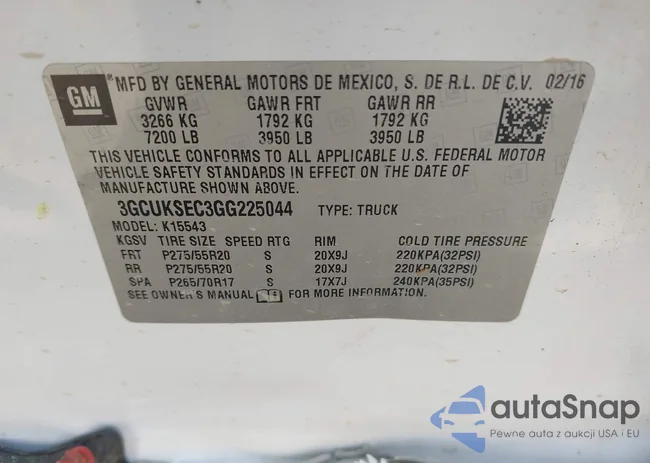 GM
MFD BY GENERAL MOTORS DE MEXICO, S. DE R.L. DE C.V. 02/16
GVWR GAWR FRT GAWR RR
3266 KG 1792 KG 1792 KG
7200 LB 3950 LB 3950 LB
THIS VEHICLE CONFORMS TO ALL APPLICABLE U.S. FEDERAL MOTOR
VEHICLE SAFETY STANDARDS IN EFFECT ON THE DATE OF
MANUFACTURE SHOWN ABOVE.
3GCUKSEC3GG225044 TYPE: TRUCK
MODEL: K15543
KGSV TIRE SIZE SPEED RTG RIM COLD TIRE PRESSURE
FRT P275/55R20 S 20X9J 220KPA(32PSI)
RR P275/55R20 S 20X9J 220KPA(32PSI)
SPA P265/70R17 S 17X7J 240KPA(35PSI)
SEE OWNER'S MANUAL FOR MORE INFORMATION.
autaSnap
Pewne auta z aukcji USA i EU